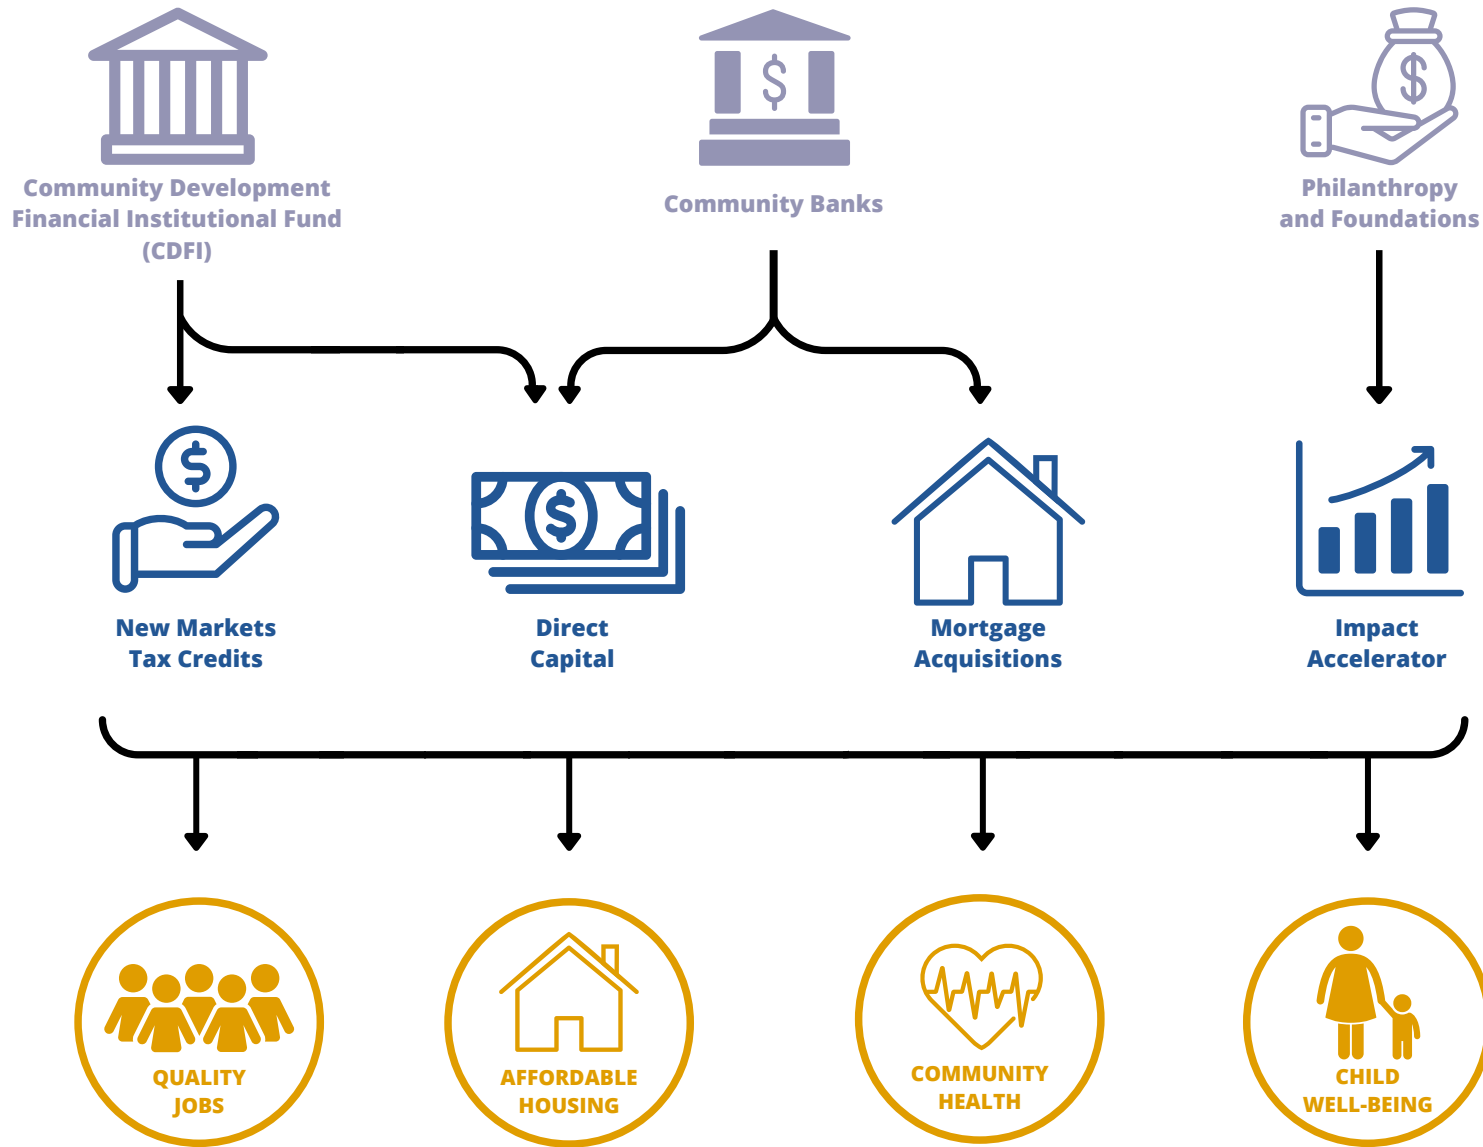 Community Development
Financial Institutional Fund
(CDFI)
$
Community Banks
$
Philanthropy
and Foundations
$
New Markets
Tax Credits
$
Direct
Capital
Mortgage
Acquisitions
Impact
Accelerator
QUALITY
JOBS
AFFORDABLE
HOUSING
COMMUNITY
HEALTH
CHILD
WELL-BEING